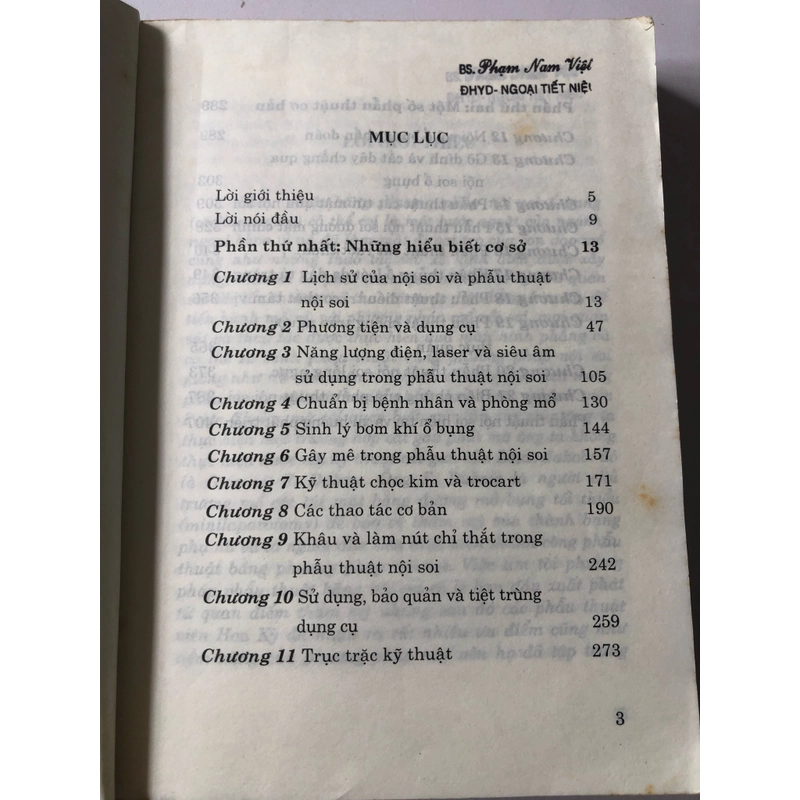 BS. Phạm Nam Việt
ĐHYD- NGOẠI TIẾT NIỆU
MỤC LỤC
Lời giới thiệu 5
Lời nói đầu 9
Phần thứ nhất: Những hiểu biết cơ sở 13
Chương 1 Lịch sử của nội soi và phẫu thuật
nội soi 13
Chương 2 Phương tiện và dụng cụ 47
Chương 3 Năng lượng điện, laser và siêu âm
sử dụng trong phẫu thuật nội soi 105
Chương 4 Chuẩn bị bệnh nhân và phòng mổ 130
Chương 5 Sinh lý bơm khí ổ bụng 144
Chương 6 Gây mê trong phẫu thuật nội soi 157
Chương 7 Kỹ thuật chọc kim và trocart 171
Chương 8 Các thao tác cơ bản 190
Chương 9 Khâu và làm nút chỉ thắt trong
phẫu thuật nội soi 242
Chương 10 Sử dụng, bảo quản và tiệt trùng
dụng cụ 259
Chương 11 Trục trặc kỹ thuật 273
3